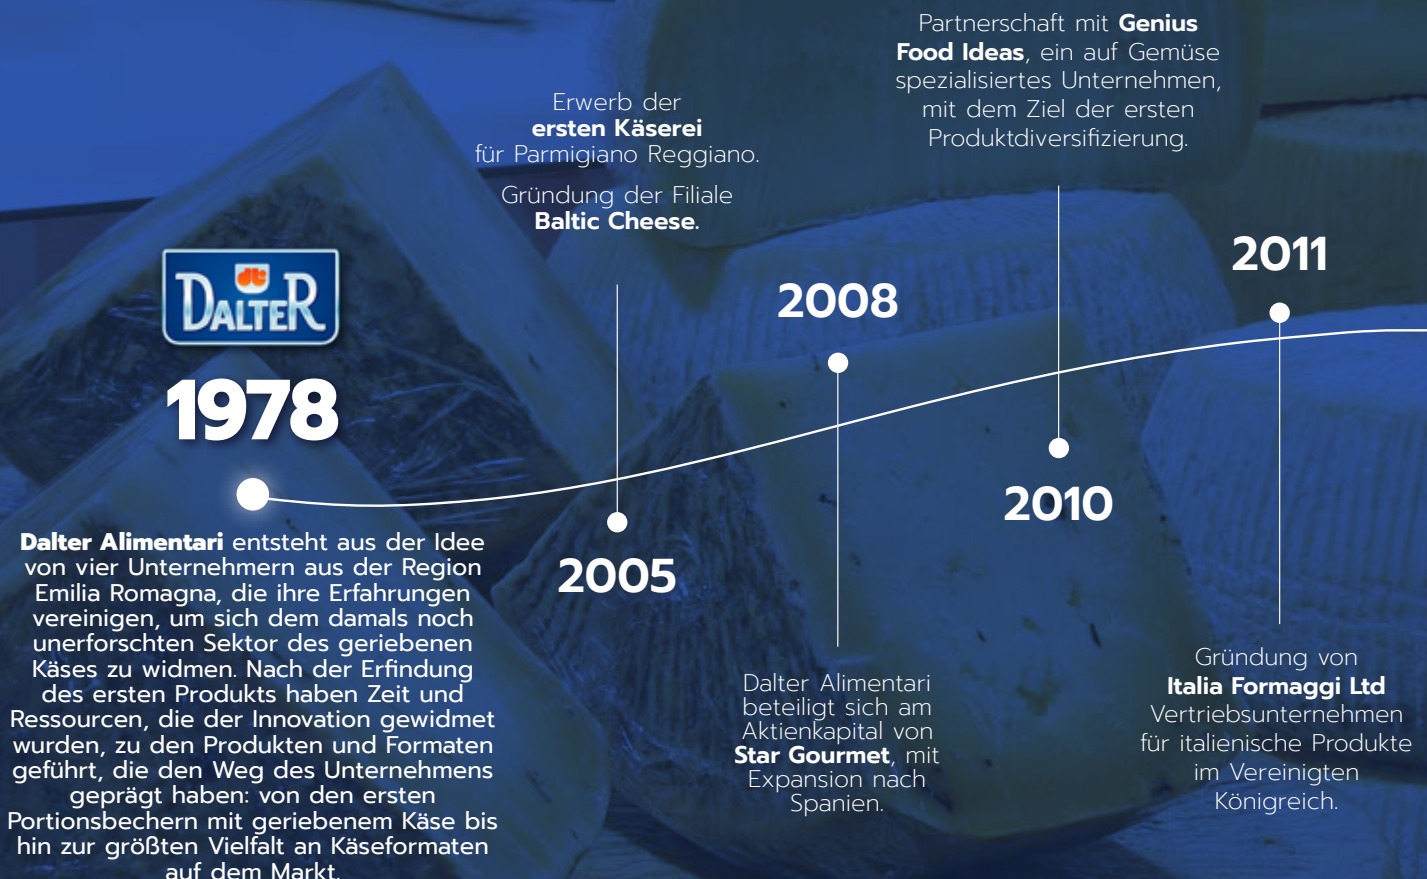 dt
DALTER
1978
Dalter Alimentari entsteht aus der Idee
von vier Unternehmern aus der Region
Emilia Romagna, die ihre Erfahrungen
vereinigen, um sich dem damals noch
unerforschten Sektor des geriebenen
Käses zu widmen. Nach der Erfindung
des ersten Produkts haben Zeit und
Ressourcen, die der Innovation gewidmet
wurden, zu den Produkten und Formaten
geführt, die den Weg des Unternehmens
geprägt haben: von den ersten
Portionsbechern mit geriebenem Käse bis
hin zur größten Vielfalt an Käseformaten
auf dem Markt.
Erwerb der
ersten Käserei
für Parmigiano Reggiano.
Gründung der Filiale
Baltic Cheese.
2005
2008
Dalter Alimentari
beteiligt sich am
Aktienkapital von
Star Gourmet, mit
Expansion nach
Spanien.
Partnerschaft mit Genius
Food Ideas, ein auf Gemüse
spezialisiertes Unternehmen,
mit dem Ziel der ersten
Produktdiversifizierung.
2010
2011
Gründung von
Italia Formaggi Ltd
Vertriebsunternehmen
für italienische Produkte
im Vereinigten
Königreich.